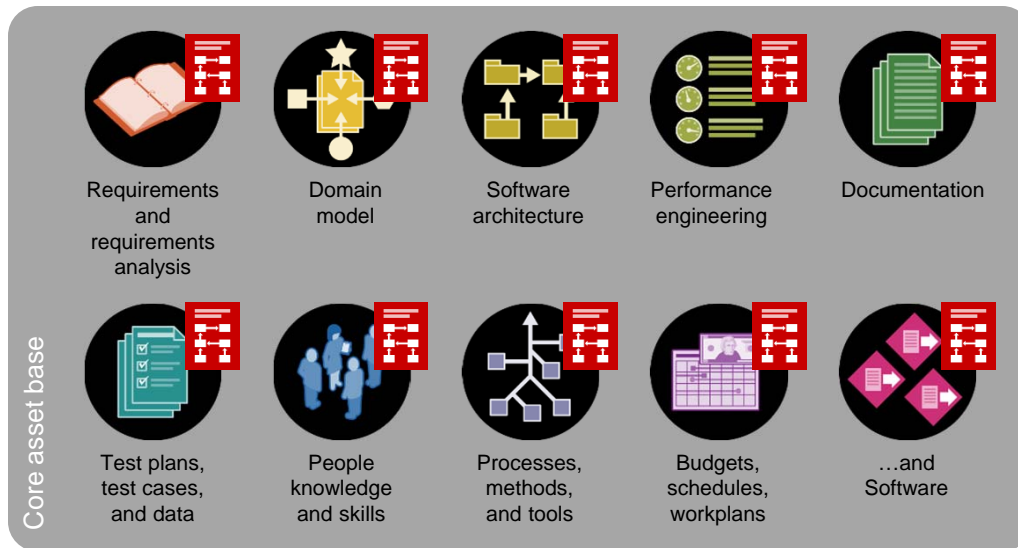 Requirements
and
requirements
analysis
Domain
model
Software
architecture
Performance
engineering
Documentation
Test plans,
test cases,
and data
People
knowledge
and skills
Processes,
methods,
and tools
Budgets,
schedules,
workplans
…and
Software
Core asset base